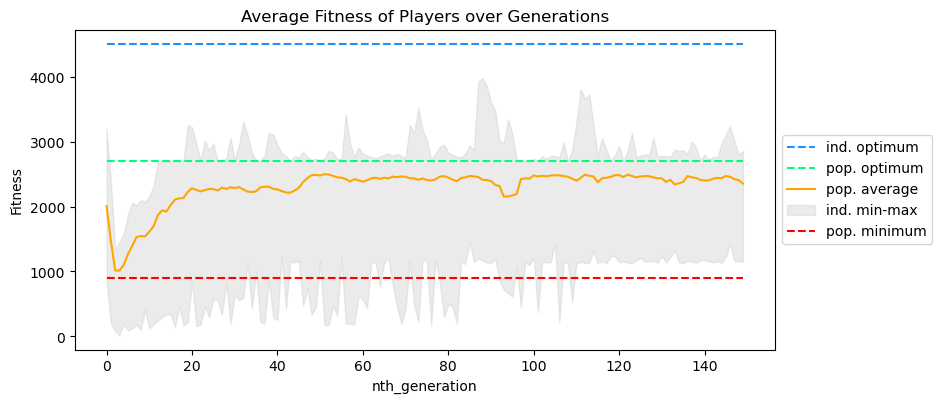 Average Fitness of Players over Generations
Fitness
4000
3000
2000
1000
0
0 20 40 60 80 100 120 140
nth_generation
ind. optimum
pop. optimum
pop. average
ind. min-max
pop. minimum